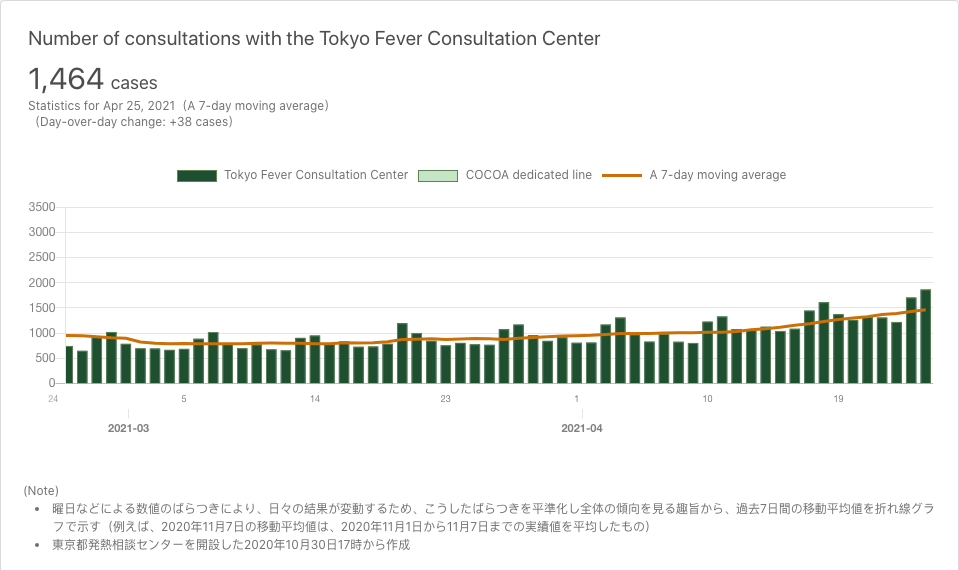 Number of consultations with the Tokyo Fever Consultation Center
1,464 cases
Statistics for Apr 25, 2021（A 7-day moving average）
（Day-over-day change: +38 cases）
Tokyo Fever Consultation Center COCOA dedicated line A 7-day moving average
3500
3000
2500
2000
1500
1000
500
0
24 5 14 23 1 10 19
2021-03 2021-04
(Note)
• 曜日などによる数値のばらつきにより、日々の結果が変動するため、こうしたばらつきを平準化し全体の傾向を見る趣旨から、過去7日間の移動平均値を折れ線グラ
フで示す（例えば、2020年11月7日の移動平均値は、2020年11月1日から11月7日までの実績値を平均したもの）
• 東京都発熱相談センターを開設した2020年10月30日17時から作成